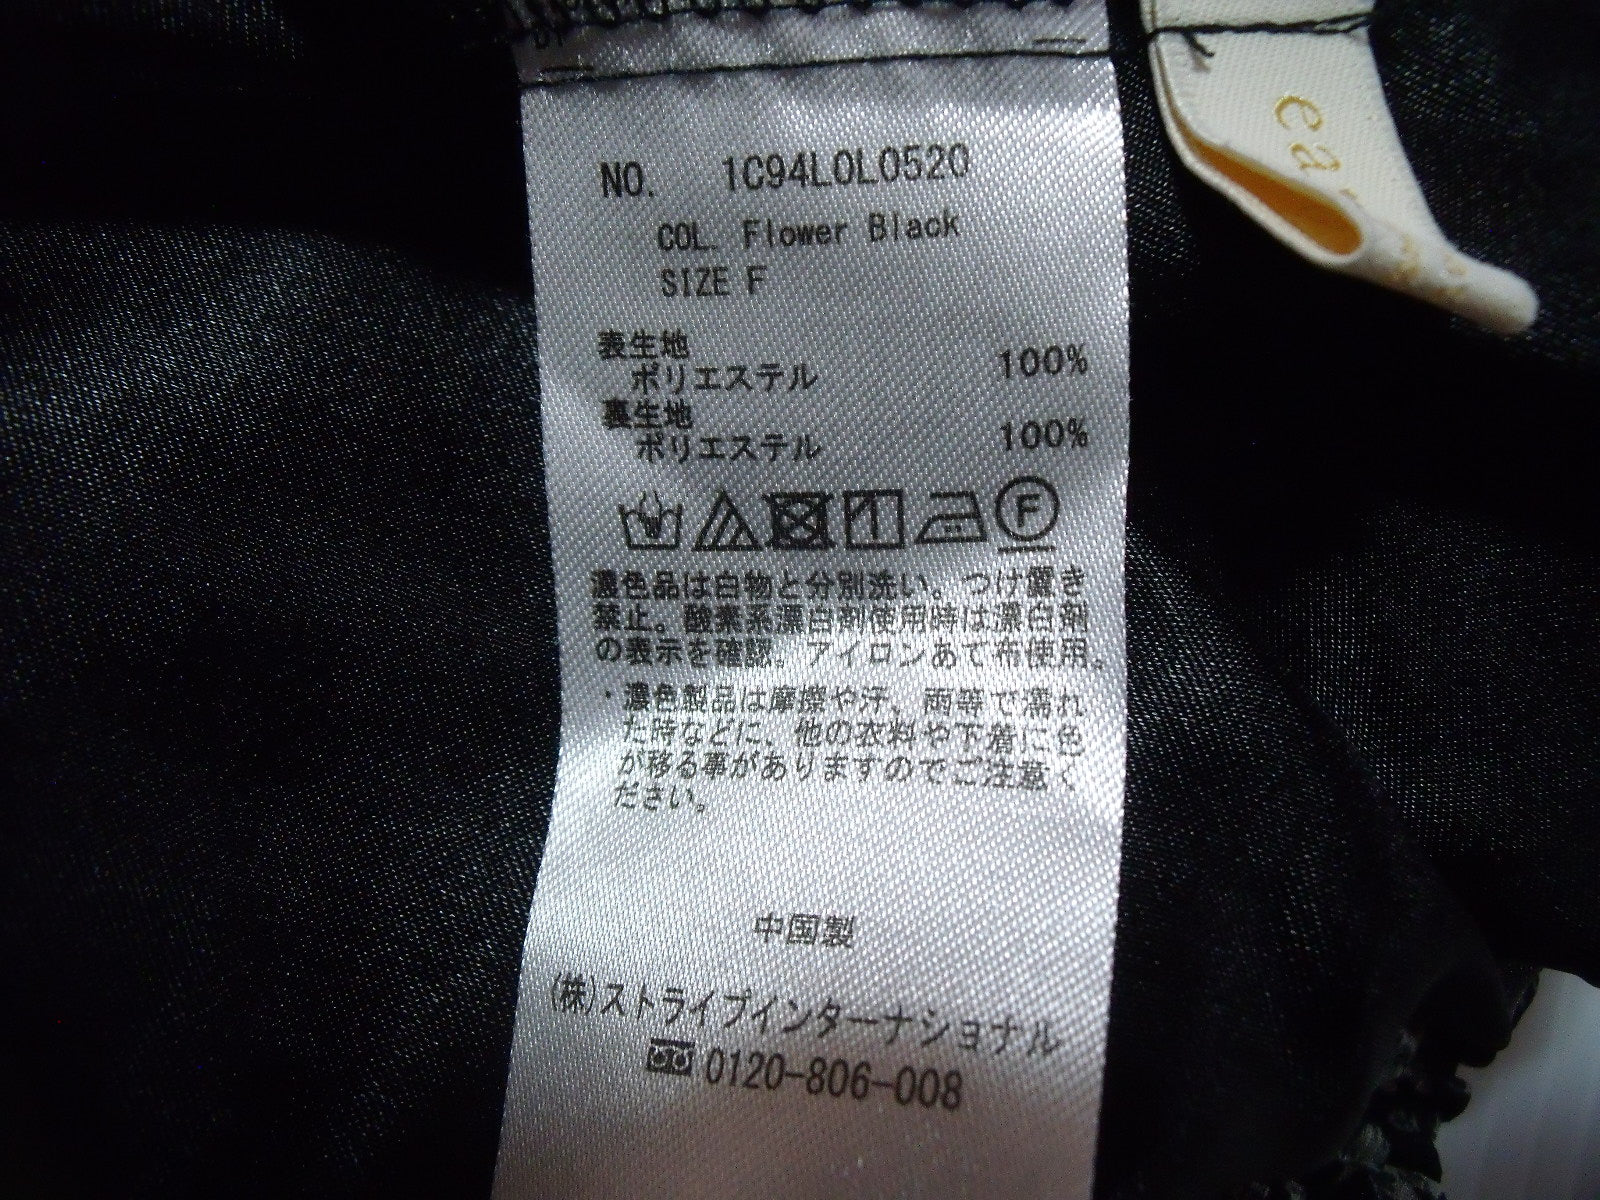 NO. 1C94L0L0520
COL. Flower Black
SIZE F
表生地
ポリエステル 100%
裏生地
ポリエステル 100%
F
濃色品は白物と分別洗い。つけ置き
禁止。酸素系漂白剤使用時は漂白剤
の表示を確認。アイロンあて布使用。
・濃色製品は摩擦や汗、雨等で濡れ
た時などに、他の衣料や下着に色
が移る事がありますのでご注意く
ださい。
中国製
(株)ストライプインターナショナル
0120-806-008
ea